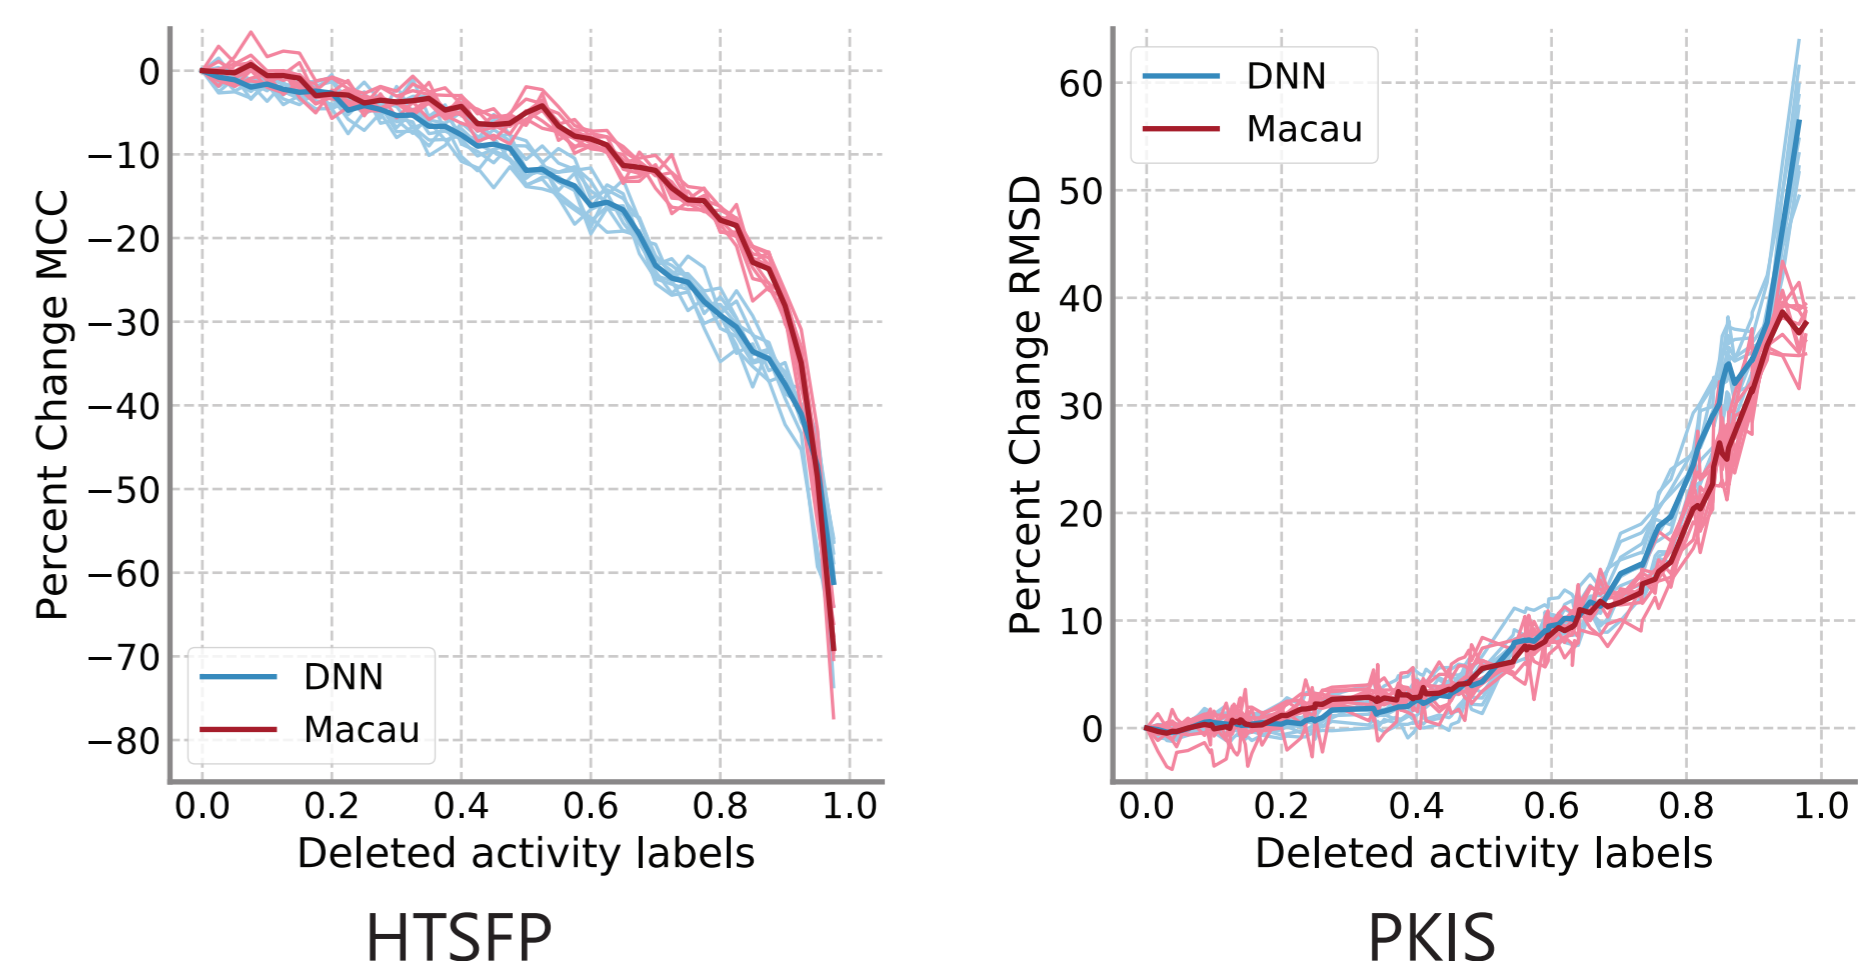 Percent Change MCC
0
−10
−20
−30
−40
−50
−60
−70
−80
DNN
Macau
0.0 0.2 0.4 0.6 0.8 1.0
Deleted activity labels
HTSFP
Percent Change RMSD
60
50
40
30
20
10
0
DNN
Macau
0.0 0.2 0.4 0.6 0.8 1.0
Deleted activity labels
PKIS